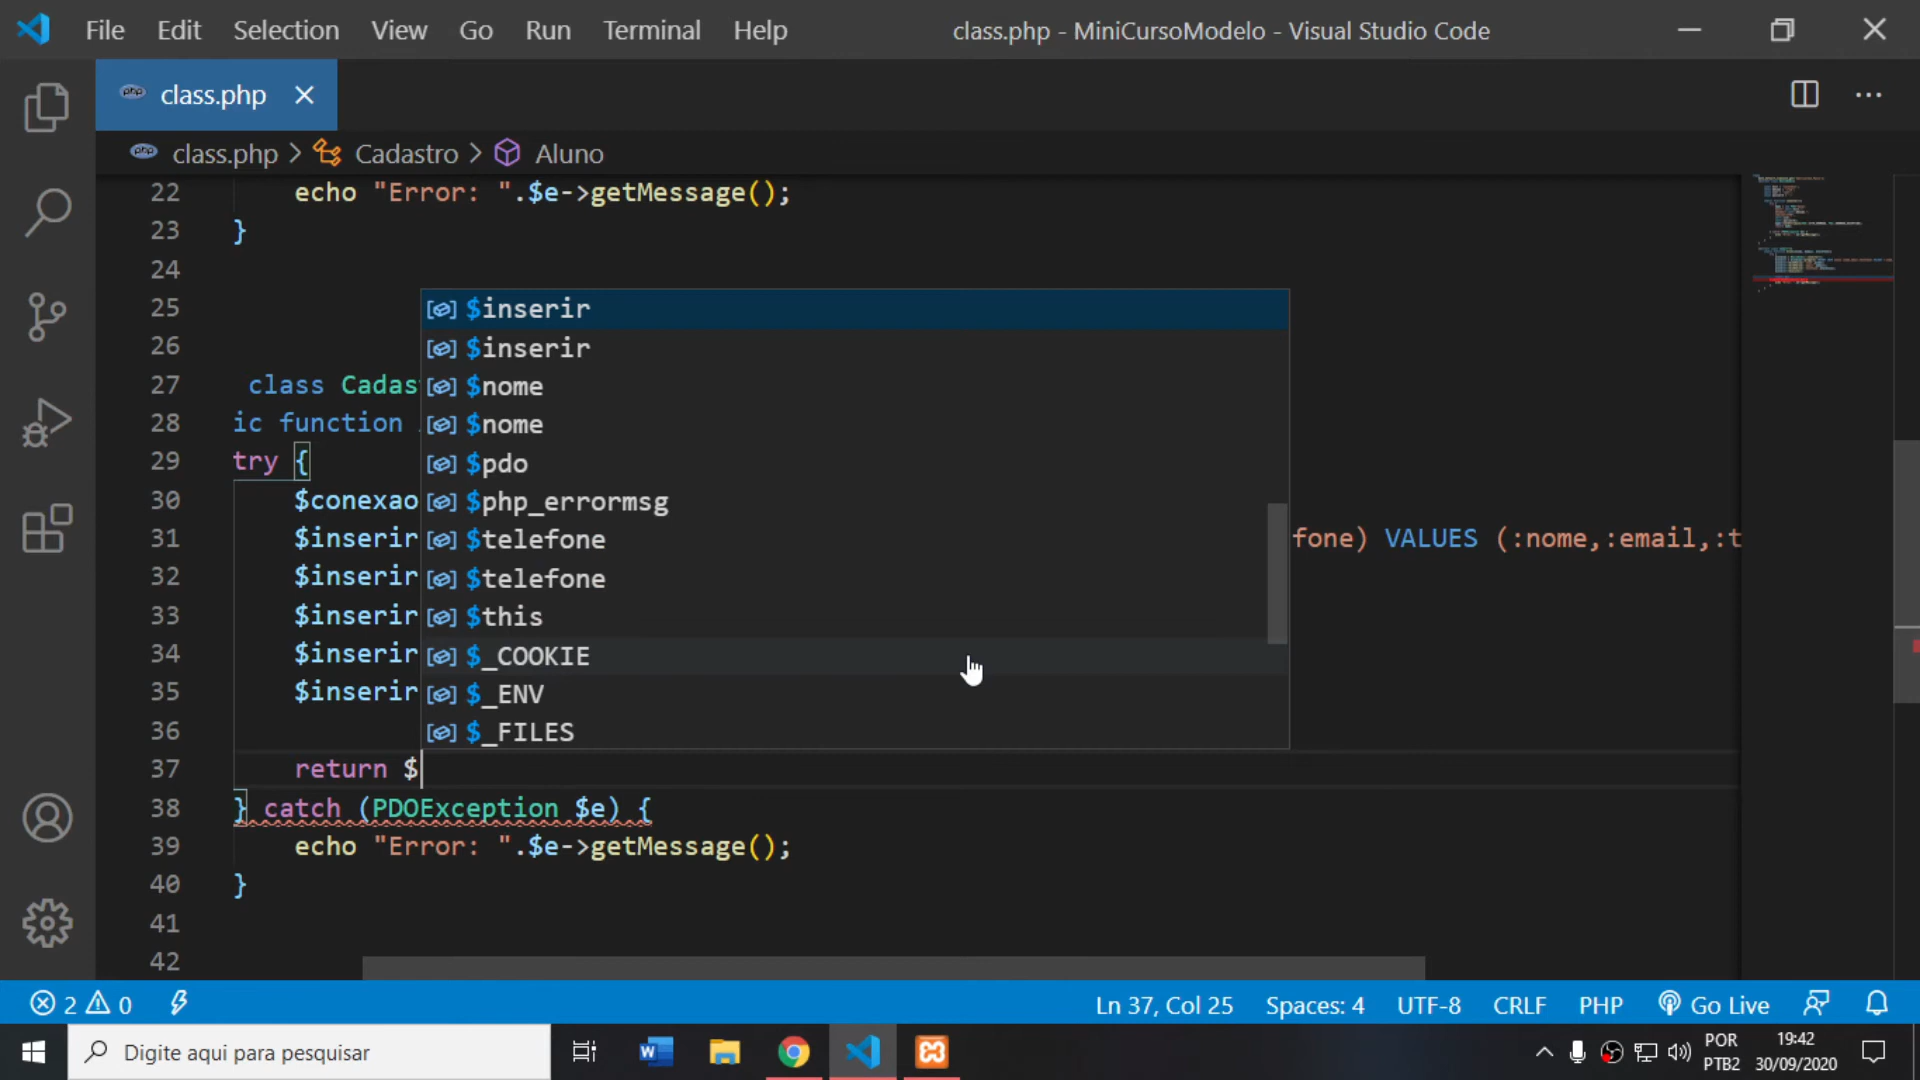 File Edit Selection View Go Run Terminal Help class.php - MiniCursoModelo - Visual Studio Code
php class.php
php class.php > Cadastro > Aluno
22 echo "Error: ".$e->getMessage();
23 }
24
25 $inserir
26 $inserir
27 class Cadas $nome
28 ic function $nome
29 try { $pdo
30 $conexao $php_errormsg
31 $inserir $telefone fone) VALUES (:nome,:email,:t
32 $inserir $telefone
33 $inserir $this
34 $inserir $_COOKIE
35 $inserir $_ENV
36 $_FILES
37 return $
38 } catch (PDOException $e) {
39 echo "Error: ".$e->getMessage();
40 }
41
42
2 0 Ln 37, Col 25 Spaces: 4 UTF-8 CRLF PHP Go Live
Digite aqui para pesquisar
POR 19:42
PTB2 30/09/2020